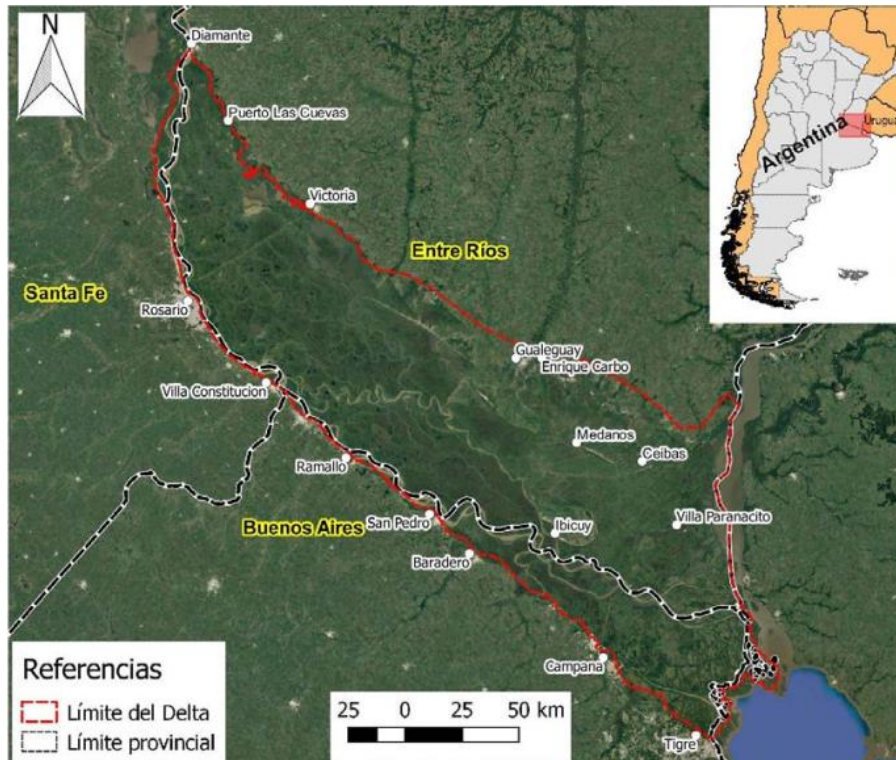 N
Diamante
Puerto Las Cuevas
Victoria
Entre Ríos
Santa Fe
Rosario
Gualeguay
Enrique Carbo
Villa Constitucion
Medanos
Ceibas
Ramallo
Buenos Aires
San Pedro
Ibicuy
Villa Paranacito
Baradero
Campana
Tigre
Argentina
Urugua
Referencias
Límite del Delta
Límite provincial
25 0 25 50 km